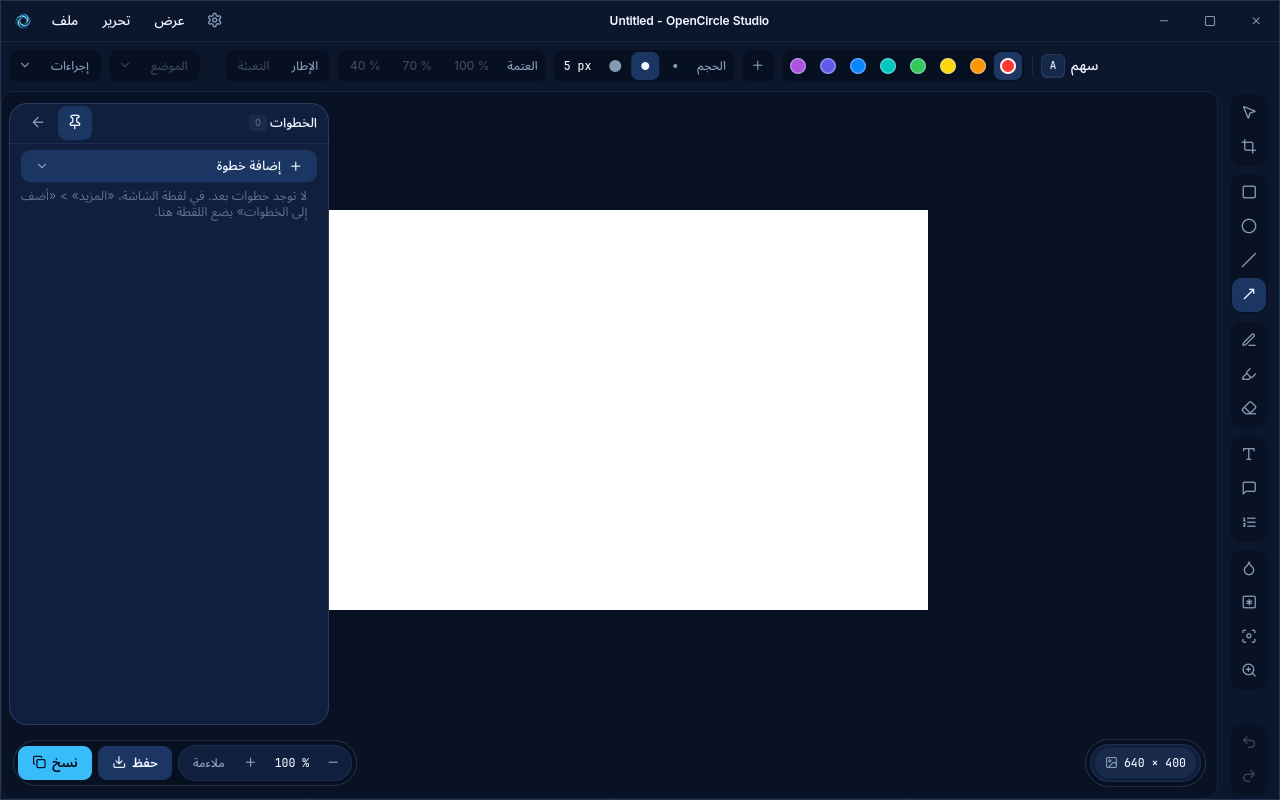 ملف
تحرير
عرض
Untitled - OpenCircle Studio
سهم
A
الحجم
5 px
العتمة
100 %
70 %
40 %
الإطار
التعبئة
الموضع
إجراءات
الخطوات 0
إضافة خطوة
لا توجد خطوات بعد. في لقطة الشاشة، «المزيد» > «أضف
إلى الخطوات» يضع اللقطة هنا.
640 × 400
100 %
ملاءمة
حفظ
نسخ